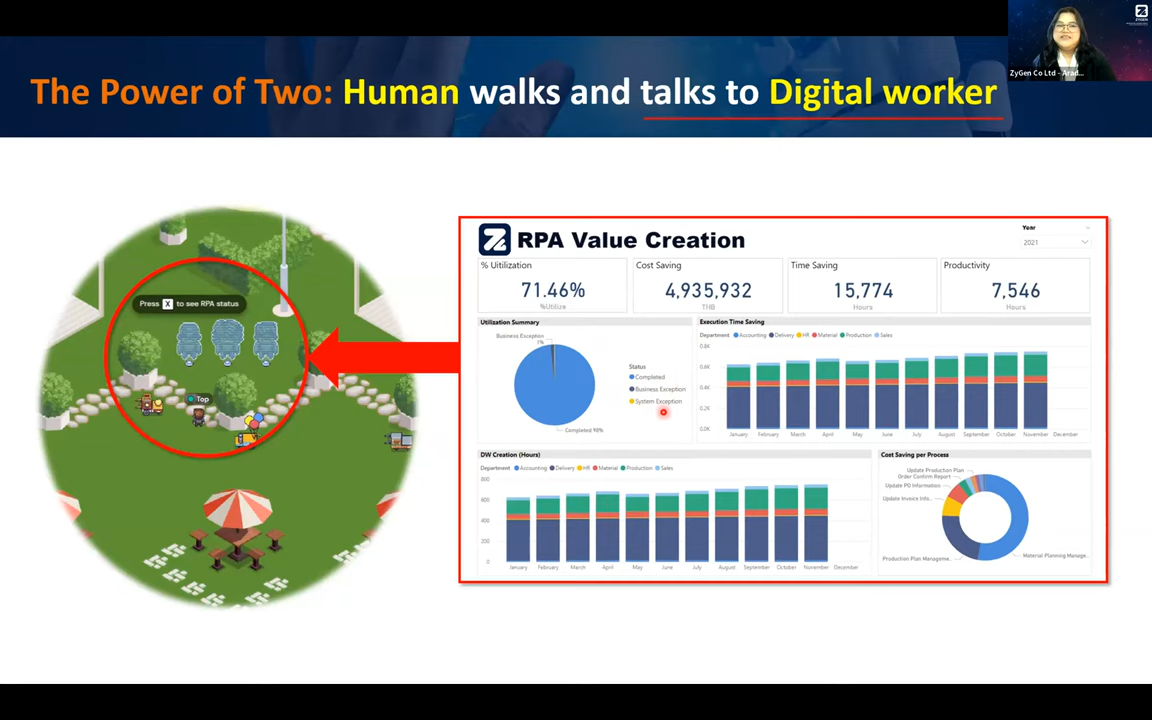 The Power of Two: Human walks and talks to Digital worker
ZyGen Co Ltd - Arad...
ZYGEN
Press X to see RPA status
Top
RPA Value Creation
Year
2021
% Uitilization
71.46%
%Utilize
Cost Saving
4,935,932
THB
Time Saving
15,774
Hours
Productivity
7,546
Hours
Utilization Summary
Business Exception
1%
Completed 98%
Status
Completed
Business Exception
System Exception
Execution Time Saving
Department Accounting Delivery HR Material Production Sales
0.8K
0.6K
0.4K
0.2K
0.0K
January February March April May June July August September October November December
DW Creation (Hours)
Department Accounting Delivery HR Material Production Sales
800
600
400
200
0
January February March April May June July August September October November December
Cost Saving per Process
Update Production Plan
Order Confirm Report
Update PO Information
Update Invoice Info...
Production Plan Manageme...
Material Planning Manage...